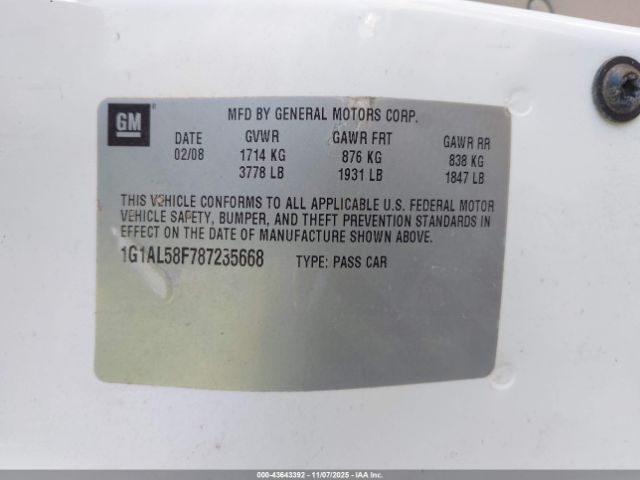 GM ®
MFD BY GENERAL MOTORS CORP.
DATE GVWR GAWR FRT GAWR RR
02/08 1714 KG 876 KG 838 KG
3778 LB 1931 LB 1847 LB
THIS VEHICLE CONFORMS TO ALL APPLICABLE U.S. FEDERAL MOTOR
VEHICLE SAFETY, BUMPER, AND THEFT PREVENTION STANDARDS IN
EFFECT ON THE DATE OF MANUFACTURE SHOWN ABOVE.
1G1AL58F787235668 TYPE: PASS CAR
000-43643392 - 11/07/2025 - IAA